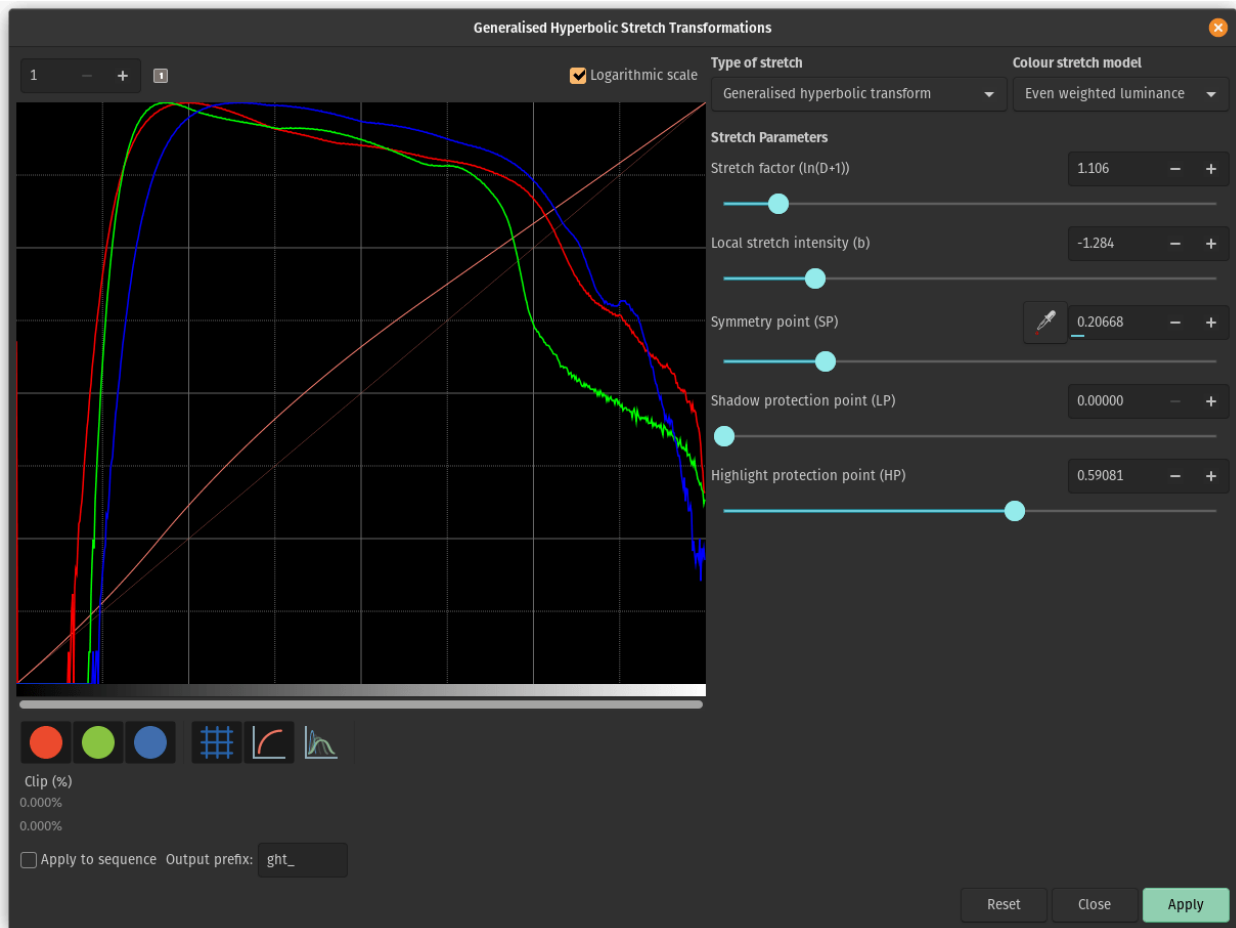 Generalised Hyperbolic Stretch Transformations
1
1
Logarithmic scale
Type of stretch
Colour stretch model
Generalised hyperbolic transform
Even weighted luminance
Stretch Parameters
Stretch factor (ln(D+1))
1.106
Local stretch intensity (b)
-1.284
Symmetry point (SP)
0.20668
Shadow protection point (LP)
0.00000
Highlight protection point (HP)
0.59081
Clip (%)
0.000%
0.000%
Apply to sequence Output prefix: ght_
Reset Close Apply